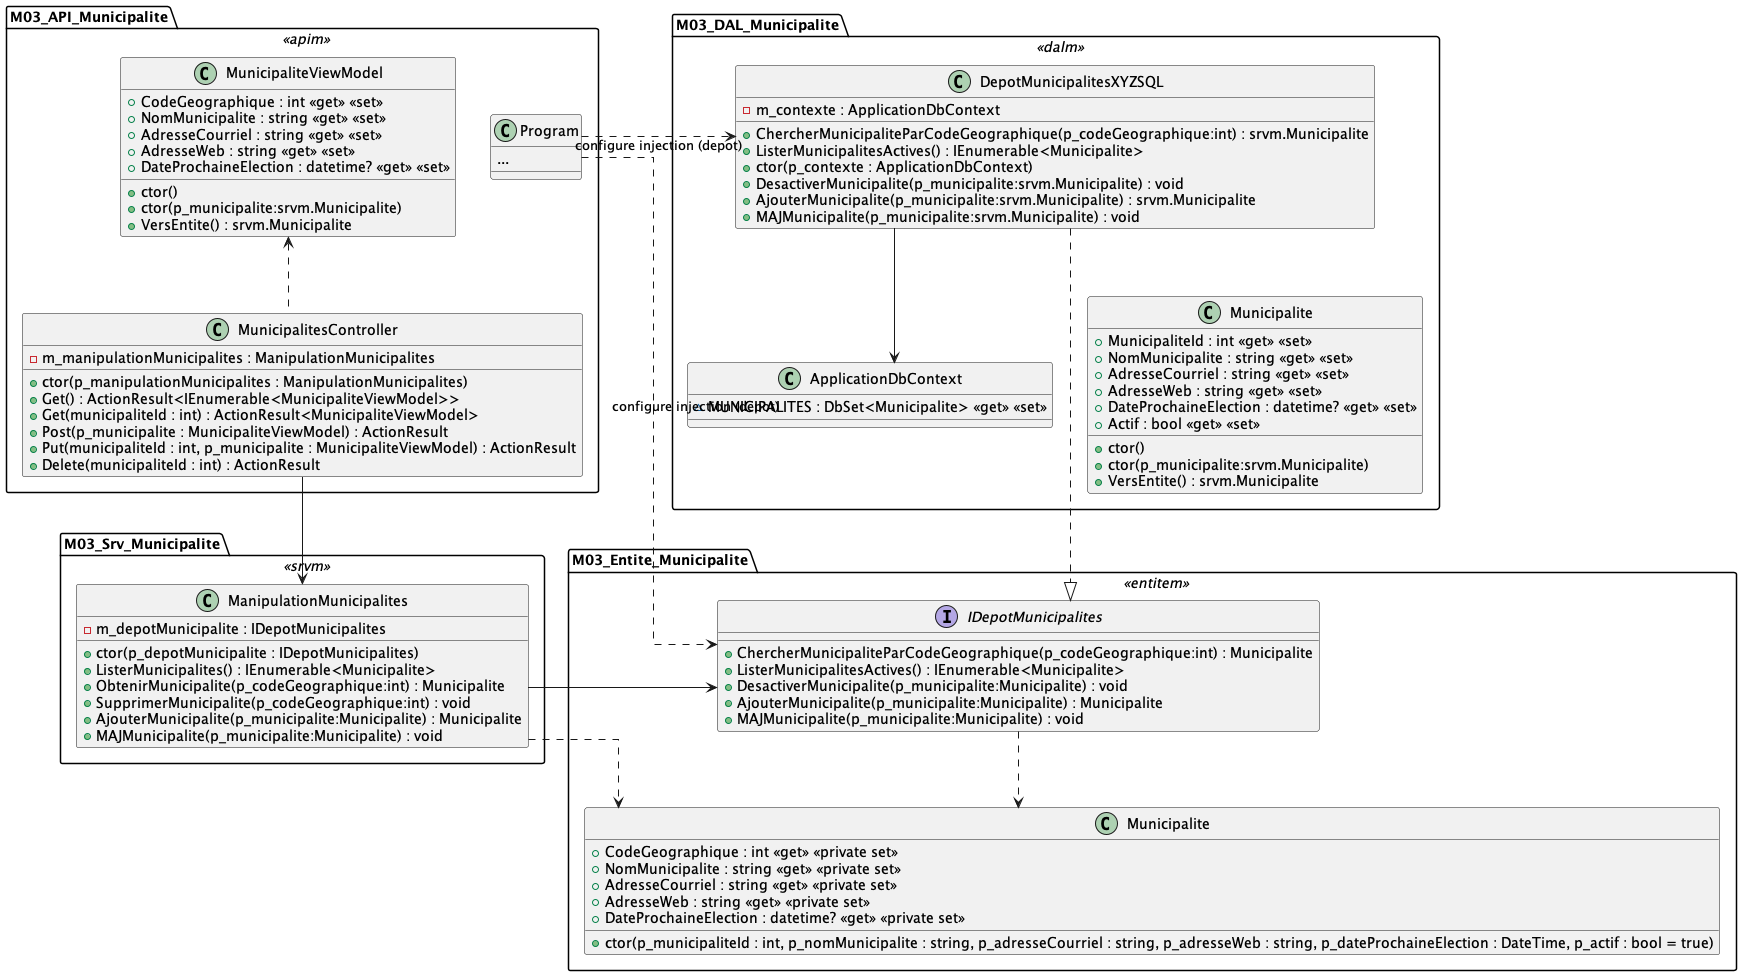 M03_API_Municipalite
«apim»
C MunicipaliteViewModel
CodeGeographique : int «get» «set»
NomMunicipalite : string «get» «set»
AdresseCourriel : string «get» «set»
AdresseWeb : string «get» «set»
DateProchaineElection : datetime? «get» «set»
ctor()
ctor(p_municipalite:srvm.Municipalite)
VersEntite() : srvm.Municipalite
C Program
...
C MunicipalitesController
m_manipulationMunicipalites : ManipulationMunicipalites
ctor(p_manipulationMunicipalites : ManipulationMunicipalites)
Get() : ActionResult<IEnumerable<MunicipaliteViewModel>>
Get(municipaliteId : int) : ActionResult<MunicipaliteViewModel>
Post(p_municipalite : MunicipaliteViewModel) : ActionResult
Put(municipaliteId : int, p_municipalite : MunicipaliteViewModel) : ActionResult
Delete(municipaliteId : int) : ActionResult
configure injection (depot)
M03_DAL_Municipalite
«dalm»
C DepotMunicipalitesXYZSQL
m_contexte : ApplicationDbContext
ChercherMunicipaliteParCodeGeographique(p_codeGeographique:int) : srvm.Municipalite
ListerMunicipalitesActives() : IEnumerable<Municipalite>
ctor(p_contexte : ApplicationDbContext)
DesactiverMunicipalite(p_municipalite:srvm.Municipalite) : void
AjouterMunicipalite(p_municipalite:srvm.Municipalite) : srvm.Municipalite
MAJMunicipalite(p_municipalite:srvm.Municipalite) : void
C ApplicationDbContext
configure injection (depot)
MUNICIPALITES : DbSet<Municipalite> «get» «set»
C Municipalite
MunicipaliteId : int «get» «set»
NomMunicipalite : string «get» «set»
AdresseCourriel : string «get» «set»
AdresseWeb : string «get» «set»
DateProchaineElection : datetime? «get» «set»
Actif : bool «get» «set»
ctor()
ctor(p_municipalite:srvm.Municipalite)
VersEntite() : srvm.Municipalite
M03_Srv_Municipalite
«srvm»
C ManipulationMunicipalites
m_depotMunicipalite : IDepotMunicipalites
ctor(p_depotMunicipalite : IDepotMunicipalites)
ListerMunicipalites() : IEnumerable<Municipalite>
ObtenirMunicipalite(p_codeGeographique:int) : Municipalite
SupprimerMunicipalite(p_codeGeographique:int) : void
AjouterMunicipalite(p_municipalite:Municipalite) : Municipalite
MAJMunicipalite(p_municipalite:Municipalite) : void
M03_Entite_Municipalite
«entitem»
I IDepotMunicipalites
ChercherMunicipaliteParCodeGeographique(p_codeGeographique:int) : Municipalite
ListerMunicipalitesActives() : IEnumerable<Municipalite>
DesactiverMunicipalite(p_municipalite:Municipalite) : void
AjouterMunicipalite(p_municipalite:Municipalite) : Municipalite
MAJMunicipalite(p_municipalite:Municipalite) : void
C Municipalite
CodeGeographique : int «get» «private set»
NomMunicipalite : string «get» «private set»
AdresseCourriel : string «get» «private set»
AdresseWeb : string «get» «private set»
DateProchaineElection : datetime? «get» «private set»
ctor(p_municipaliteId : int, p_nomMunicipalite : string, p_adresseCourriel : string, p_adresseWeb : string, p_dateProchaineElection : DateTime, p_actif : bool = true)